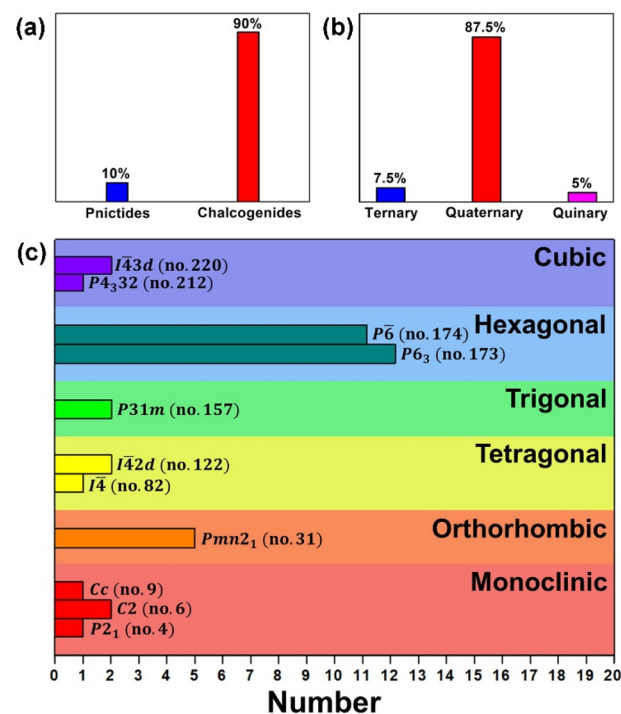 (a)
90%
10%
Pnictides Chalcogenides
(b)
87.5%
7.5%
5%
Ternary Quaternary Quinary
(c)
Cubic
I4̅3d (no. 220)
P4₃32 (no. 212)
Hexagonal
P6̅ (no. 174)
P6₃ (no. 173)
Trigonal
P31m (no. 157)
Tetragonal
I4̅2d (no. 122)
I4̅ (no. 82)
Orthorhombic
Pmn2₁ (no. 31)
Monoclinic
Cc (no. 9)
C2 (no. 6)
P2₁ (no. 4)
0 1 2 3 4 5 6 7 8 9 10 11 12 13 14 15 16 17 18 19 20
Number